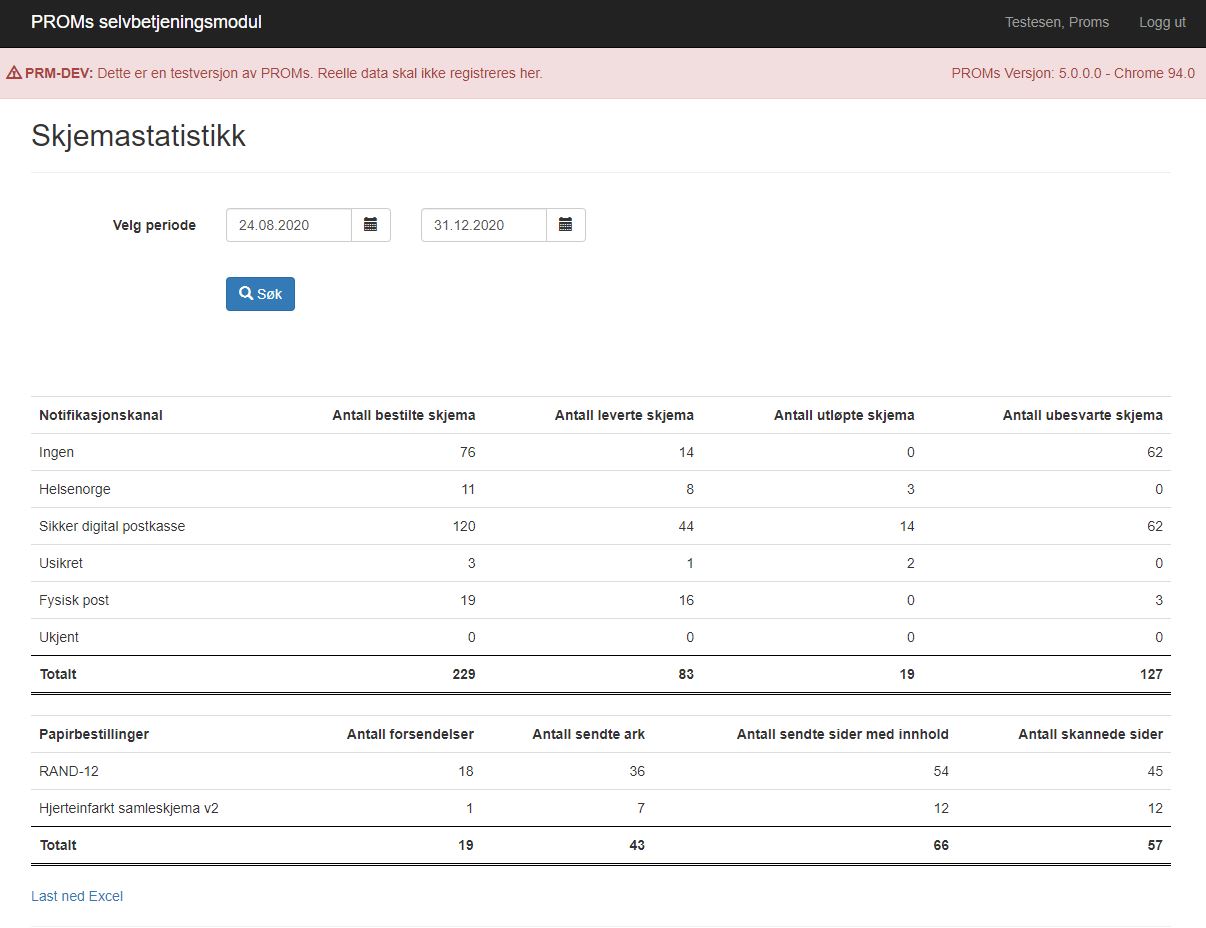 PROMs selvbetjeningsmodul Testesen, Proms Logg ut
PRM-DEV: Dette er en testversjon av PROMs. Reelle data skal ikke registreres her. PROMs Versjon: 5.0.0.0 - Chrome 94.0
Skjemastatistikk
Velg periode 24.08.2020 31.12.2020
Søk
Notifikasjonskanal Antall bestilte skjema Antall leverte skjema Antall utløpte skjema Antall ubesvarte skjema
Ingen 76 14 0 62
Helsenorge 11 8 3 0
Sikker digital postkasse 120 44 14 62
Usikret 3 1 2 0
Fysisk post 19 16 0 3
Ukjent 0 0 0 0
Totalt 229 83 19 127
Papirbestillinger Antall forsendelser Antall sendte ark Antall sendte sider med innhold Antall skannede sider
RAND-12 18 36 54 45
Hjerteinfarkt samleskjema v2 1 7 12 12
Totalt 19 43 66 57
Last ned Excel